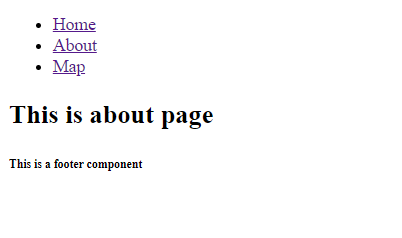 Home
About
Map
This is about page
This is a footer component